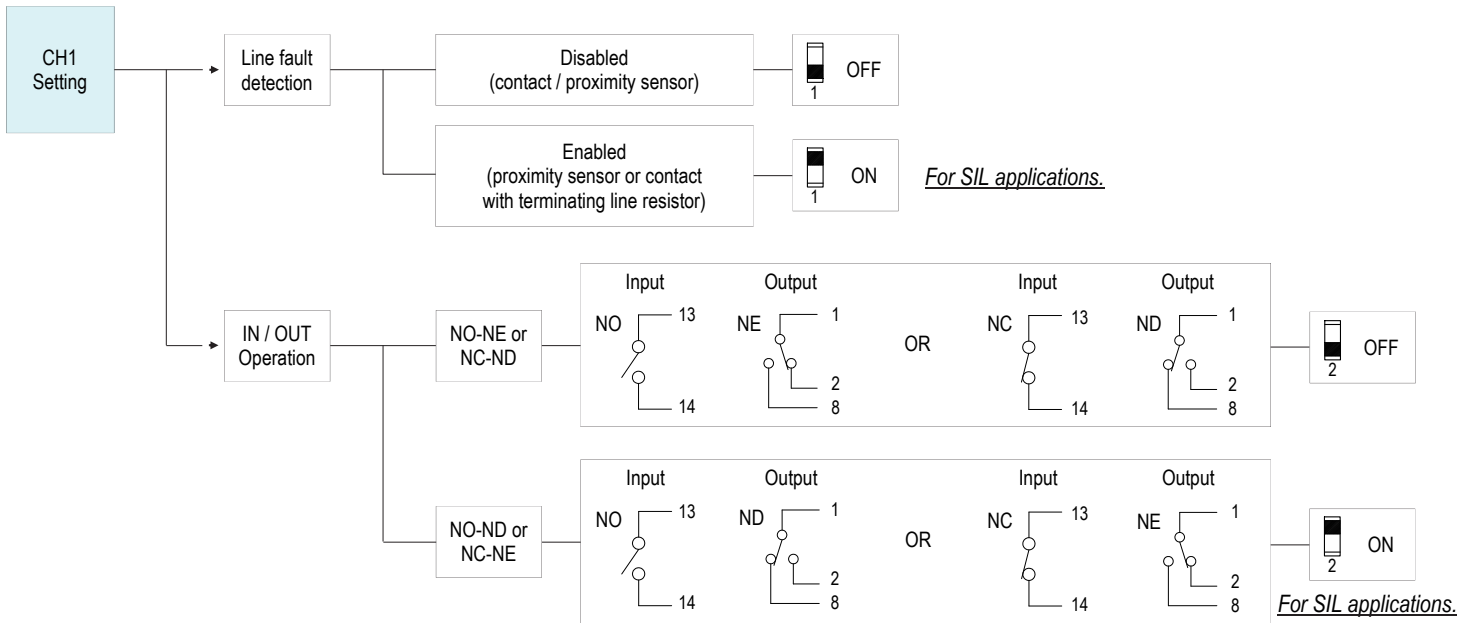 CH1
Setting
Line fault
detection
Disabled
(contact / proximity sensor)
OFF
1
Enabled
(proximity sensor or contact
with terminating line resistor)
ON
1
For SIL applications.
IN / OUT
Operation
NO-NE or
NC-ND
Input
Output
Input
Output
NO
13
14
NE
1
2
8
OR
NC
13
14
ND
1
2
8
OFF
2
NO-ND or
NC-NE
Input
Output
Input
Output
NO
13
14
ND
1
2
8
OR
NC
13
14
NE
1
2
8
ON
2
For SIL applications.